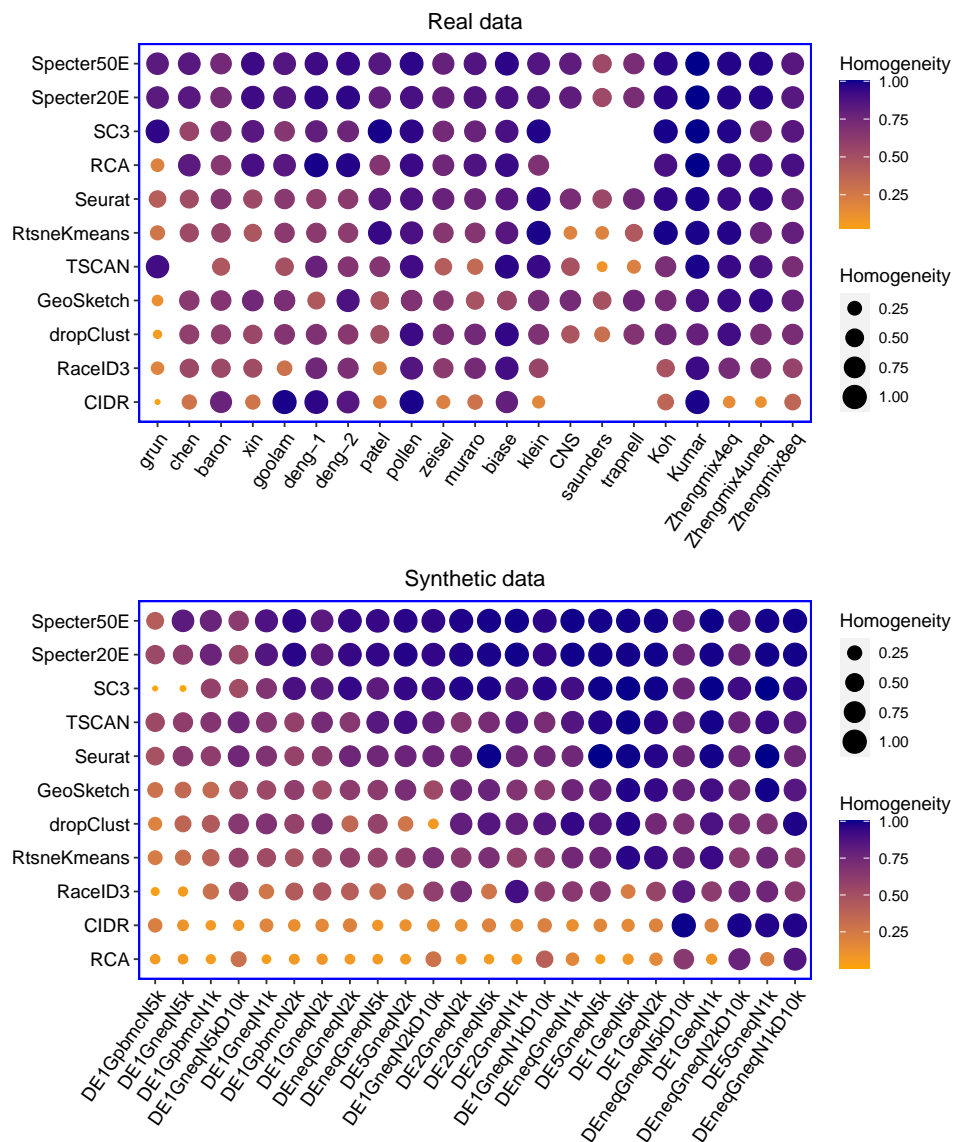 Real data
Specter50E
Specter20E
SC3
RCA
Seurat
RtsneKmeans
TSCAN
GeoSketch
dropClust
RaceID3
CIDR
grun
chen
baron
xin
goolam
deng-1
deng-2
patel
pollen
zeisel
muraro
biase
klein
CNS
saunders
trapnell
Koh
Kumar
Zhengmix4eq
Zhengmix4uneq
Zhengmix8eq
Homogeneity
1.00
0.75
0.50
0.25
Homogeneity
0.25
0.50
0.75
1.00
Synthetic data
Specter50E
Specter20E
SC3
TSCAN
Seurat
GeoSketch
dropClust
RtsneKmeans
RaceID3
CIDR
RCA
DE1GpbmcN5k
DE1GneqN5k
DE1GpbmcN1k
DE1GneqN5kD10k
DE1GneqN1k
DE1GpbmcN2k
DE1GneqN2k
DEneqGneqN2k
DEneqGneqN5k
DE5GneqN2k
DE1GneqN2kD10k
DE2GneqN2k
DE2GneqN5k
DE2GneqN1k
DE1GneqN1kD10k
DEneqGneqN1k
DE5GneqN5k
DE1GeqN5k
DE1GeqN2k
DEneqGneqN5kD10k
DE1GeqN1k
DEneqGneqN2kD10k
DE5GneqN1k
DEneqGneqN1kD10k
Homogeneity
0.25
0.50
0.75
1.00
Homogeneity
1.00
0.75
0.50
0.25